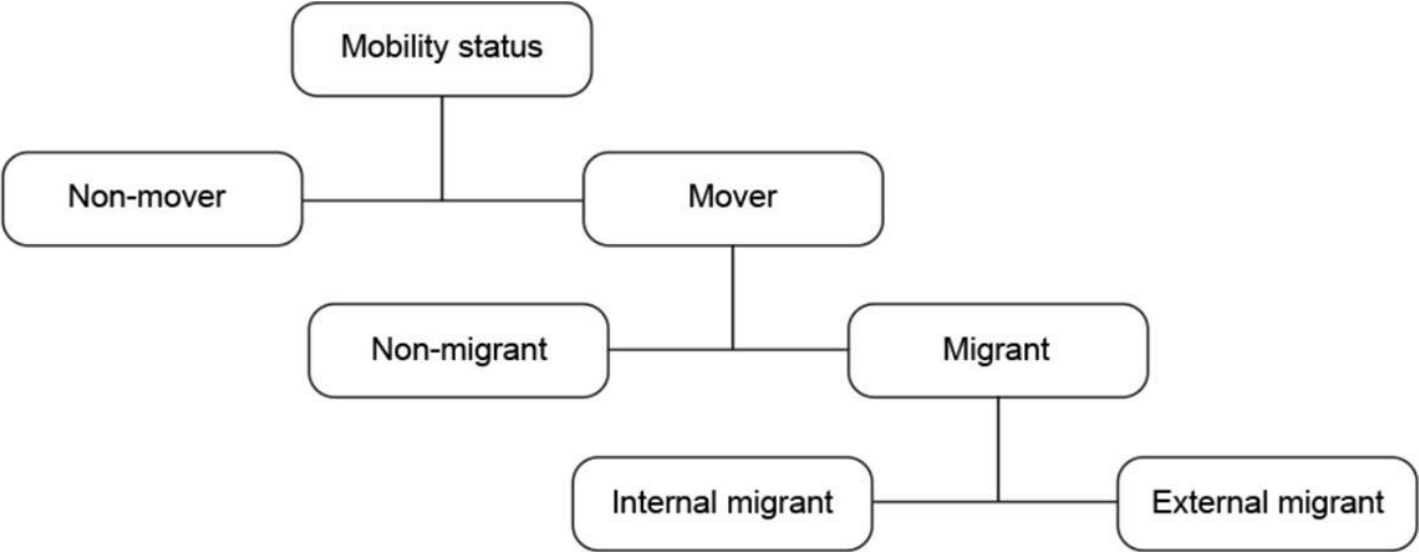 Mobility status
Non-mover
Mover
Non-migrant
Migrant
Internal migrant
External migrant